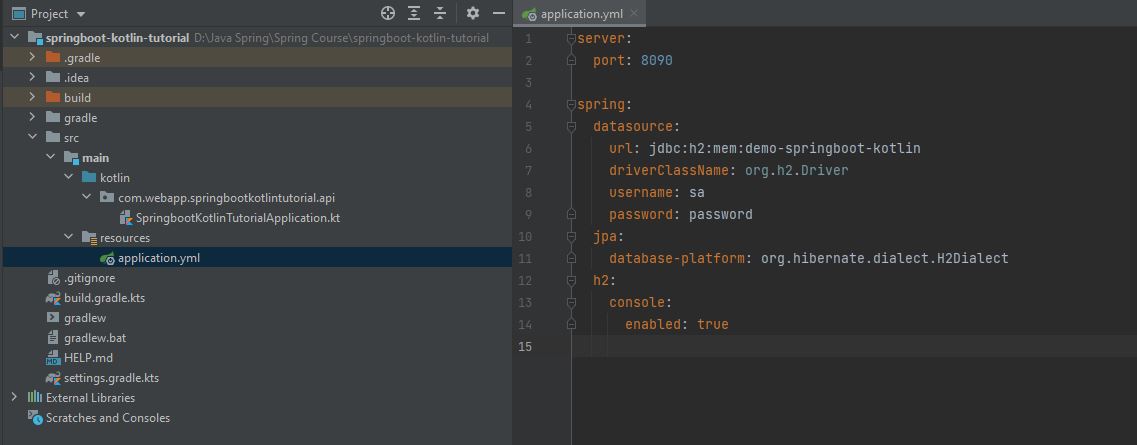 Project
springboot-kotlin-tutorial D:\Java Spring\Spring Course\springboot-kotlin-tutorial
.gradle
.idea
build
gradle
src
main
kotlin
com.webapp.springbootkotlintutorial.api
SpringbootKotlinTutorialApplication.kt
resources
application.yml
.gitignore
build.gradle.kts
gradlew
gradlew.bat
HELP.md
settings.gradle.kts
External Libraries
Scratches and Consoles
application.yml
1 server:
2   port: 8090
3
4 spring:
5   datasource:
6     url: jdbc:h2:mem:demo-springboot-kotlin
7     driverClassName: org.h2.Driver
8     username: sa
9     password: password
10   jpa:
11     database-platform: org.hibernate.dialect.H2Dialect
12   h2:
13     console:
14       enabled: true
15